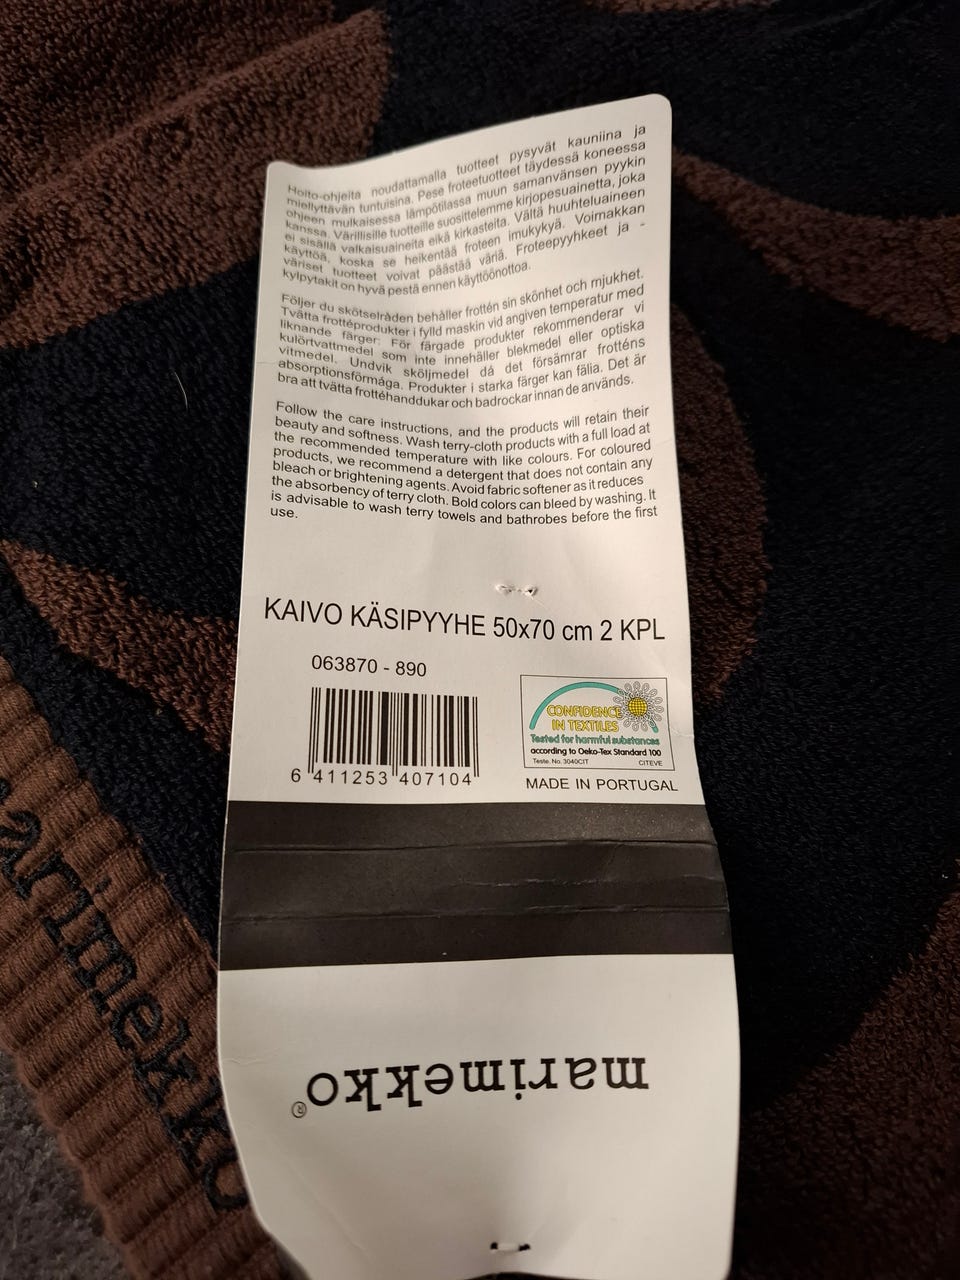 Hoito-ohjeita noudattamalla tuotteet pysyvät kauniina ja
miellyttävän tuntuisina. Pese froteetuotteet täydessä koneessa
ohjeen mulkaisessa lämpötilassa muun samanvänsen pyykin
kanssa. Värillisille tuotteille suosittelemme kirjopesuainetta, joka
ei sisällä valkaisuaineita eikä kirkasteita. Vältä huuhteluaineen
käyttöä, koska se heikentää froteen imukykyä. Voimakkan
väriset tuotteet voivat päästää väriä. Froteepyyhkeet ja -
kylpytakit on hyvä pestä ennen käyttöönottoa.
Följer du skötselråden behåller frottén sin skönhet och mjukhet.
Tvätta frottéprodukter i fylld maskin vid angiven temperatur med
liknande färger. För färgade produkter rekommenderar vi
kulörtvattmedel som inte innehäller blekmedel eller optiska
vitmedel. Undvik sköljmedel då det försämrar frotténs
absorptionsförmåga. Produkter i starka färger kan fälia. Det är
bra att tvätta frottéhanddukar och badrockar innan de används.
Follow the care instructions, and the products will retain their
beauty and softness. Wash terry-cloth products with a full load at
the recommended temperature with like colours. For coloured
products, we recommend a detergent that does not contain any
bleach or brightening agents. Avoid fabric softener as it reduces
the absorbency of terry cloth. Bold colors can bleed by washing. It
is advisable to wash terry towels and bathrobes before the first
use.
KAIVO KÄSIPYYHE 50x70 cm 2 KPL
063870 - 890
6 411253 407104
CONFIDENCE
IN TEXTILES
Tested for harmful substances
according to Oeko-Tex Standard 100
Teste. No. 3040CIT CITEVE
MADE IN PORTUGAL
marimekko®
marimekko